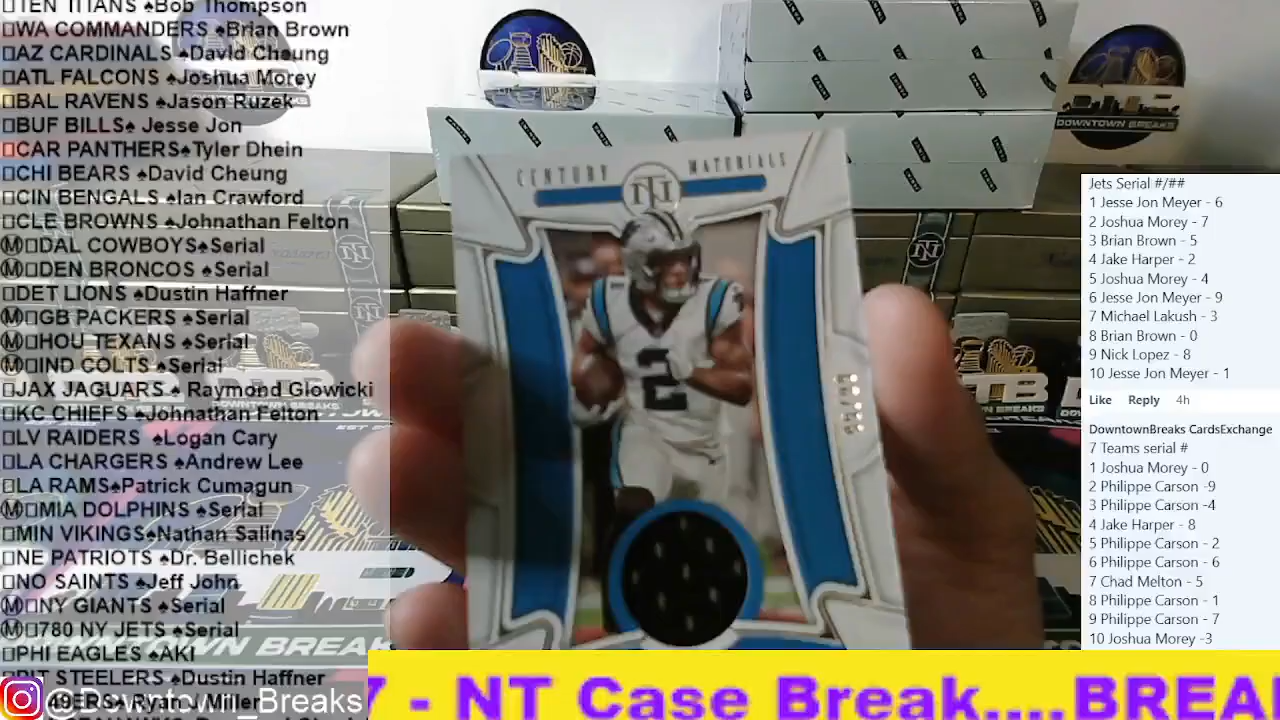 TEN TITANS ♠Bob Thompson
WA COMMANDERS ♠Brian Brown
AZ CARDINALS ♠David Cheung
ATL FALCONS ♠Joshua Morey
BAL RAVENS ♠Jason Ruzek
BUF BILLS♠ Jesse Jon
CAR PANTHERS♠Tyler Dhein
CHI BEARS ♠David Cheung
CIN BENGALS ♠Ian Crawford
CLE BROWNS ♠Johnathan Felton
Ⓜ DAL COWBOYS♠Serial
Ⓜ DEN BRONCOS ♠Serial
DET LIONS ♠Dustin Haffner
Ⓜ GB PACKERS ♠Serial
Ⓜ HOU TEXANS ♠Serial
Ⓜ IND COLTS ♠Serial
JAX JAGUARS ♠ Raymond Glowicki
KC CHIEFS ♠Johnathan Felton
LV RAIDERS ♠Logan Cary
LA CHARGERS ♠Andrew Lee
LA RAMS♠Patrick Cumagun
Ⓜ MIA DOLPHINS ♠Serial
MIN VIKINGS♠Nathan Salinas
NE PATRIOTS ♠Dr. Bellichek
NO SAINTS ♠Jeff John
Ⓜ NY GIANTS ♠Serial
Ⓜ 780 NY JETS ♠Serial
PHI EAGLES ♠AKI
PIT STEELERS ♠Dustin Haffner
49ERS♠ Ryan J Miller
@Downtown_Breaks
CENTURY MATERIALS
NT
2
DOWNTOWN BREAKS
DOWNTOWN BREAKS
Jets Serial #/##
1 Jesse Jon Meyer - 6
2 Joshua Morey - 7
3 Brian Brown - 5
4 Jake Harper - 2
5 Joshua Morey - 4
6 Jesse Jon Meyer - 9
7 Michael Lakush - 3
8 Brian Brown - 0
9 Nick Lopez - 8
10 Jesse Jon Meyer - 1
Like Reply 4h
DowntownBreaks CardsExchange
7 Teams serial #
1 Joshua Morey - 0
2 Philippe Carson -9
3 Philippe Carson -4
4 Jake Harper - 8
5 Philippe Carson - 2
6 Philippe Carson - 6
7 Chad Melton - 5
8 Philippe Carson - 1
9 Philippe Carson - 7
10 Joshua Morey -3
7 - NT Case Break....BREA